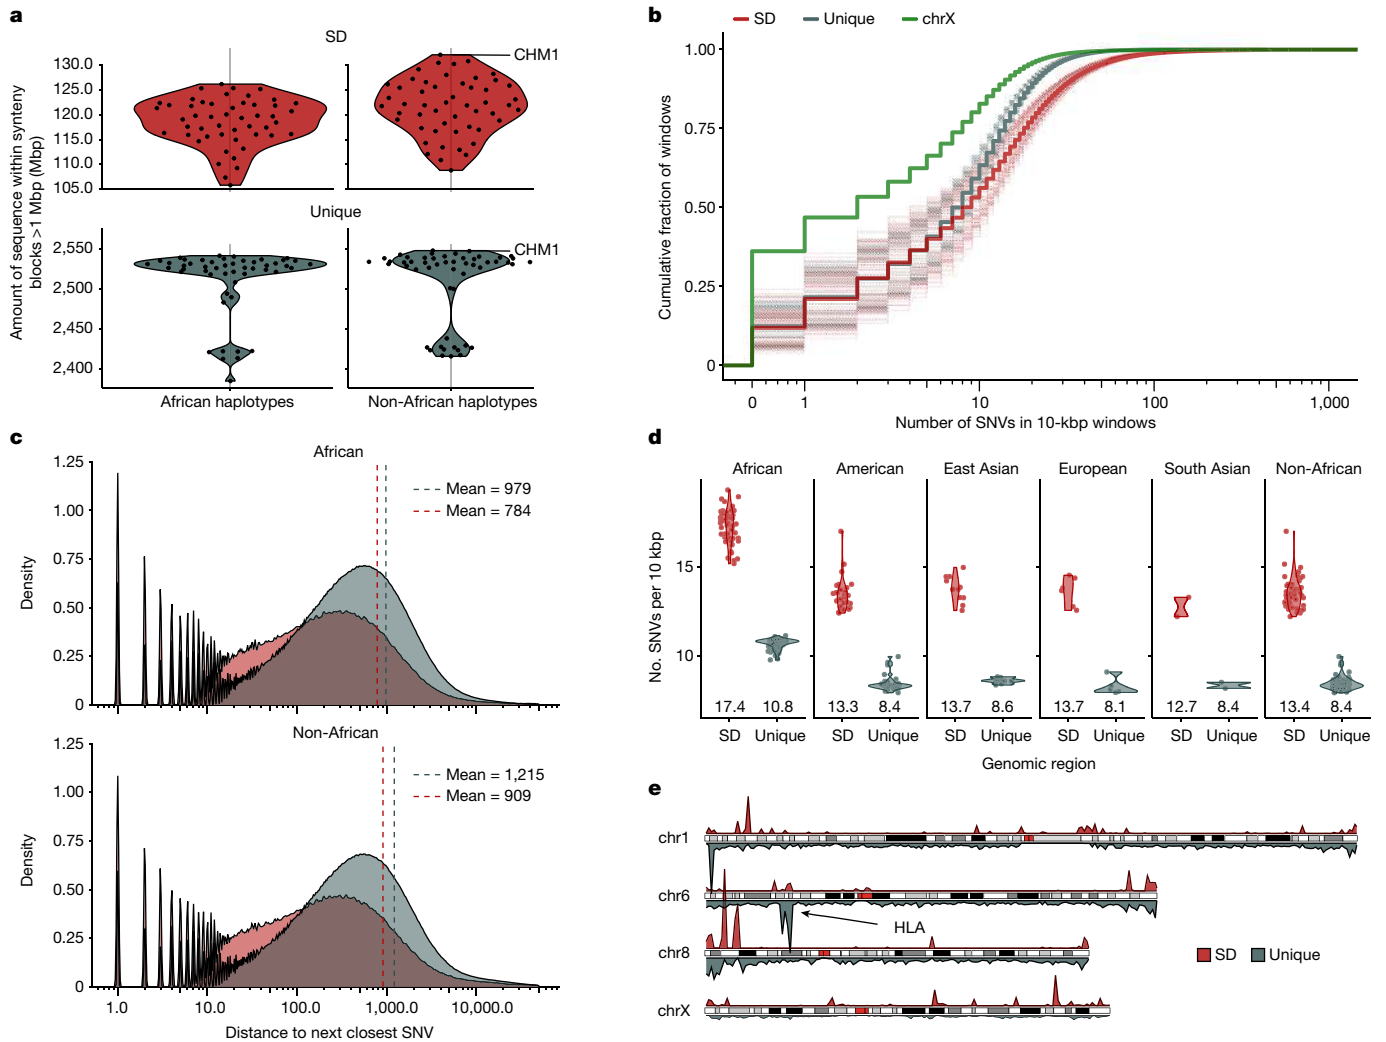 a
SD
Amount of sequence within synteny
blocks > 1 Mbp (Mbp)
130.0
125.0
120.0
115.0
110.0
105.0
CHM1
Unique
2,550
2,500
2,450
2,400
CHM1
African haplotypes
Non-African haplotypes
b
SD
Unique
chrX
Cumulative fraction of windows
1.00
0.75
0.50
0.25
0
0
1
10
100
1,000
Number of SNVs in 10-kbp windows
c
African
Density
1.25
1.00
0.75
0.50
0.25
0
Mean = 979
Mean = 784
Non-African
Density
1.25
1.00
0.75
0.50
0.25
0
Mean = 1,215
Mean = 909
1.0
10.0
100.0
1,000.0
10,000.0
Distance to next closest SNV
d
African
American
East Asian
European
South Asian
Non-African
No. SNVs per 10 kbp
15
10
17.4
10.8
13.3
8.4
13.7
8.6
13.7
8.1
12.7
8.4
13.4
8.4
SD
Unique
SD
Unique
SD
Unique
SD
Unique
SD
Unique
SD
Unique
Genomic region
e
chr1
chr6
HLA
chr8
SD
Unique
chrX